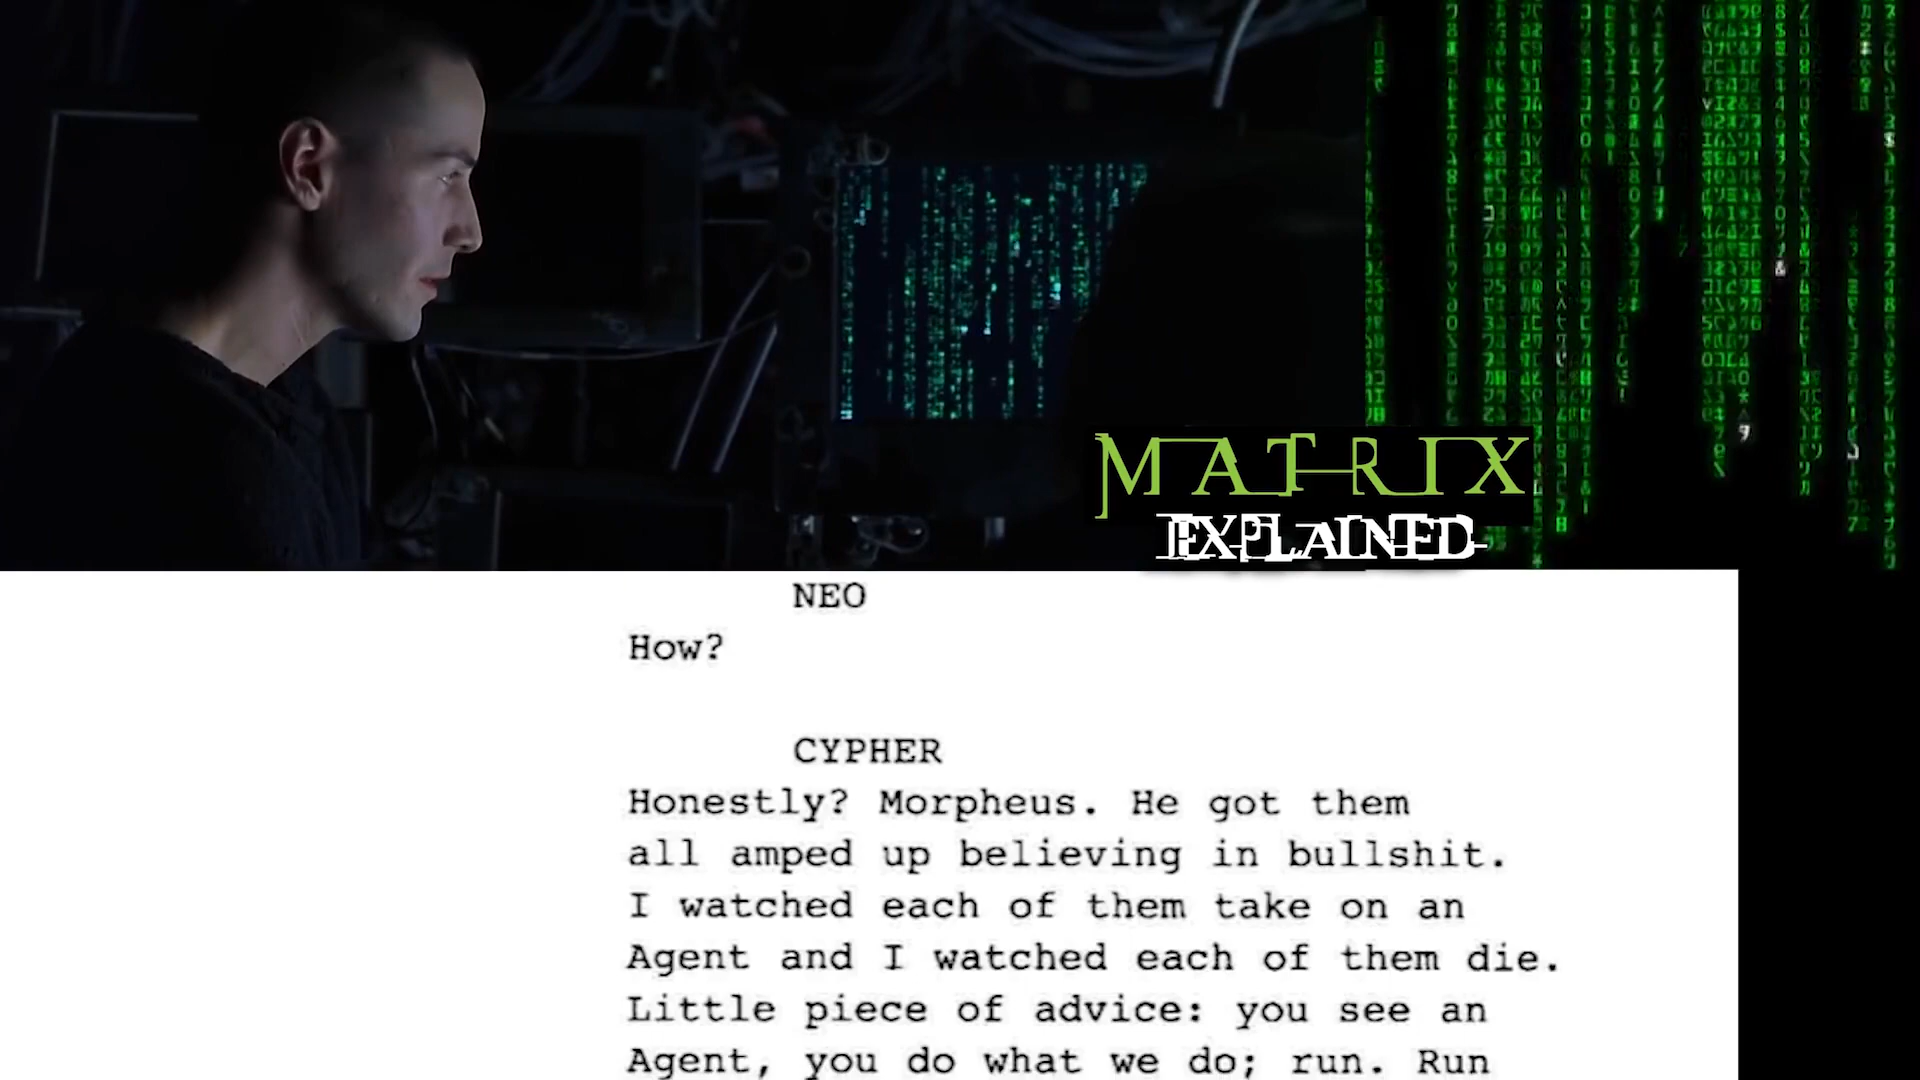 MATRIX
EXPLAINED
NEO
How?
CYPHER
Honestly? Morpheus. He got them
all amped up believing in bullshit.
I watched each of them take on an
Agent and I watched each of them die.
Little piece of advice: you see an
Agent, you do what we do; run. Run